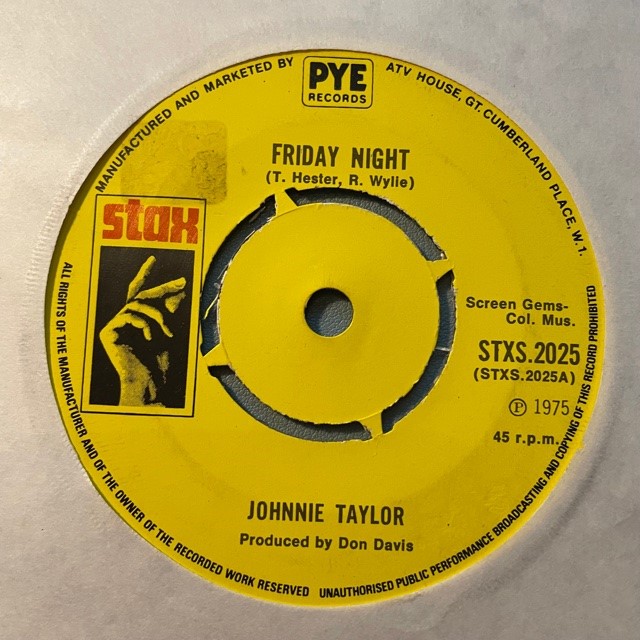 MANUFACTURED AND MARKETED BY
PYE
RECORDS
ATV HOUSE, GT. CUMBERLAND PLACE, W.1.
FRIDAY NIGHT
(T. Hester, R. Wylie)
stax
Screen Gems-
Col. Mus.
STXS.2025
(STXS.2025A)
℗ 1975
45 r.p.m.
JOHNNIE TAYLOR
Produced by Don Davis
ALL RIGHTS OF THE MANUFACTURER AND OF THE OWNER OF THE RECORDED WORK RESERVED
UNAUTHORISED PUBLIC PERFORMANCE BROADCASTING AND COPYING OF THIS RECORD PROHIBITED